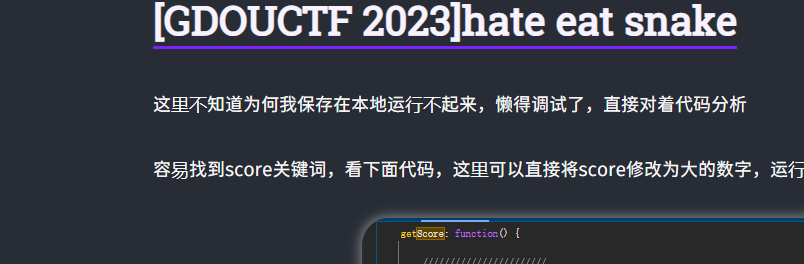 [GDOUCTF 2023]hate eat snake
这里不知道为何我保存在本地运行不起来，懒得调试了，直接对着代码分析
容易找到score关键词，看下面代码，这里可以直接将score修改为大的数字，运行
getScore: function() {
///////////////////////